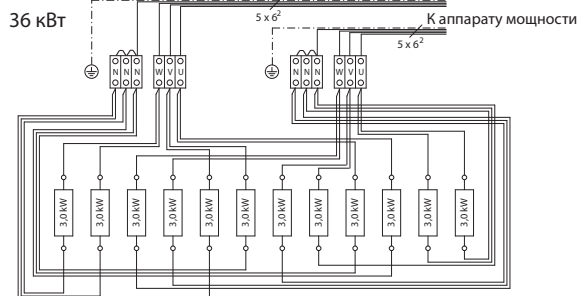 36 кВт
5 x 6²
К аппарату мощности
5 x 6²
N N N W V U
N N N W V U
3,0 kW 3,0 kW 3,0 kW 3,0 kW 3,0 kW 3,0 kW 3,0 kW 3,0 kW 3,0 kW 3,0 kW 3,0 kW 3,0 kW